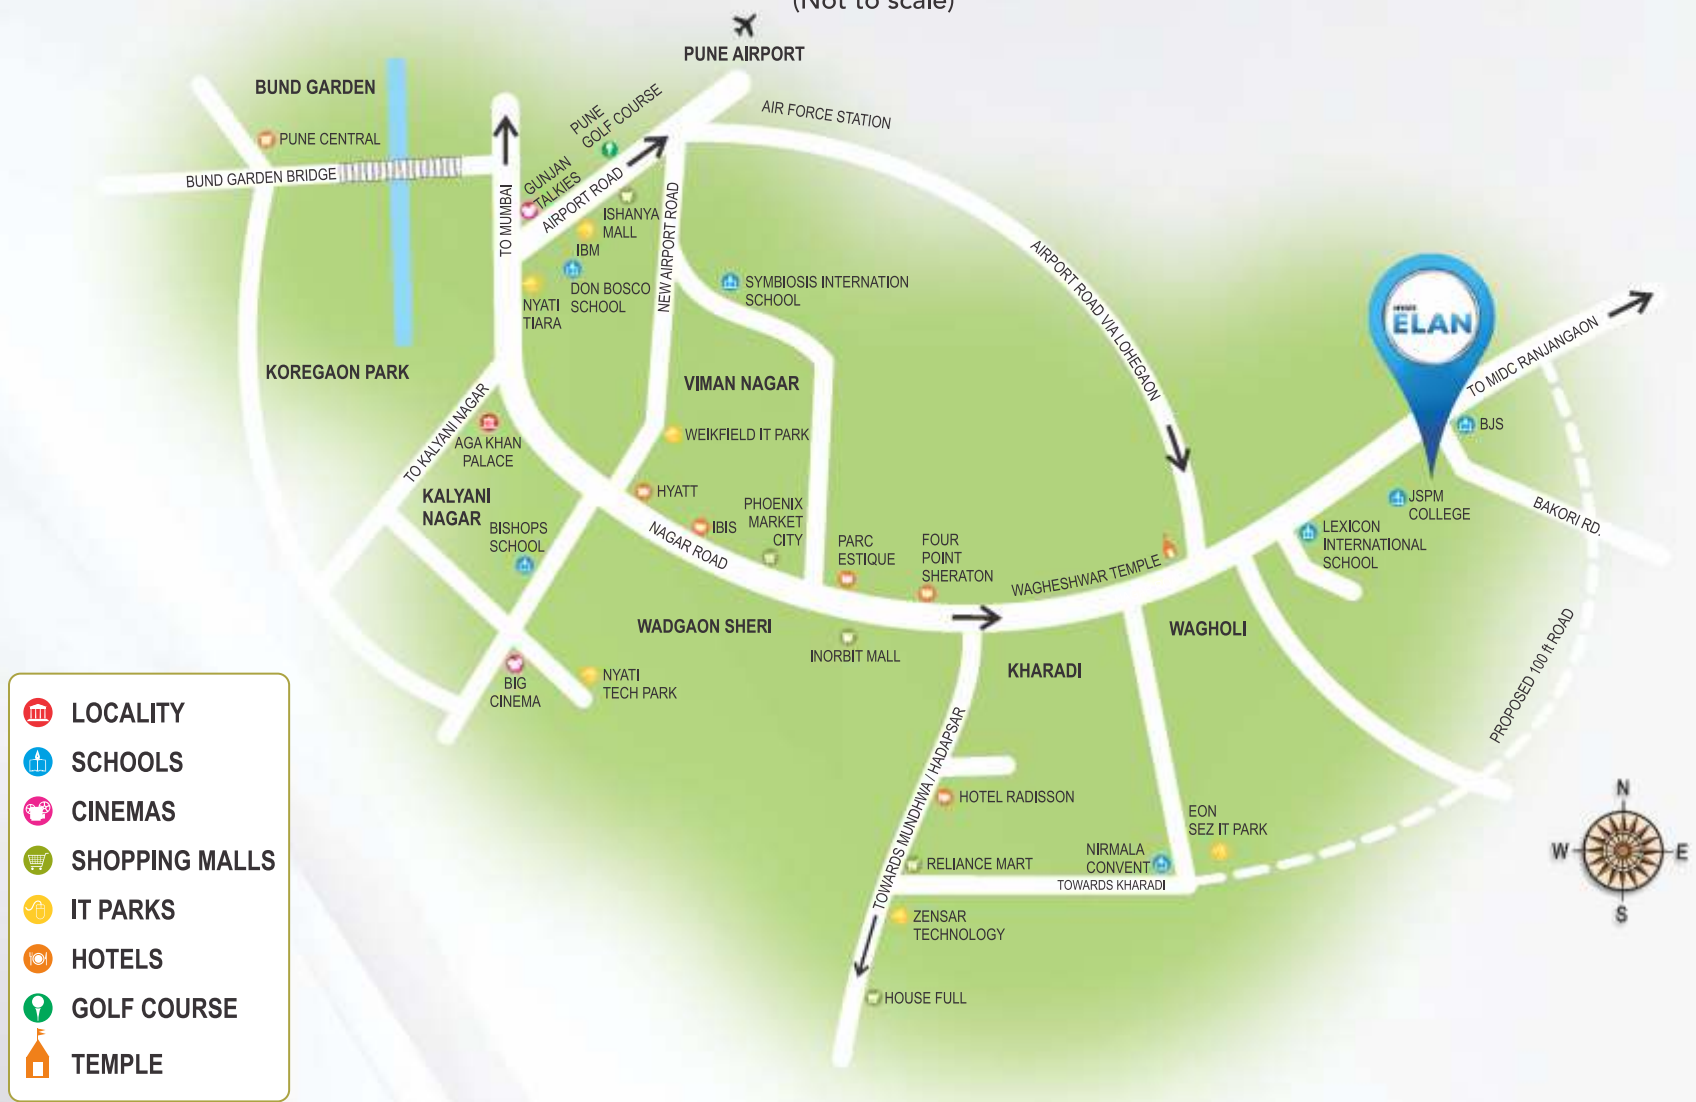 (Not to scale)
PUNE AIRPORT
BUND GARDEN
PUNE CENTRAL
BUND GARDEN BRIDGE
TO MUMBAI
PUNE
GOLF COURSE
GUNJAN
TALKIES
AIRPORT ROAD
ISHANYA
MALL
IBM
DON BOSCO
SCHOOL
NYATI
TIARA
NEW AIRPORT ROAD
AIR FORCE STATION
SYMBIOSIS INTERNATION
SCHOOL
AIRPORT ROAD VIA LOHEGAON
ELAN
TO MIDC RANJANGAON
KOREGAON PARK
VIMAN NAGAR
TO KALYANI NAGAR
AGA KHAN
PALACE
WEIKFIELD IT PARK
BJS
KALYANI
NAGAR
HYATT
IBIS
PHOENIX
MARKET
CITY
BISHOPS
SCHOOL
NAGAR ROAD
PARC
ESTIQUE
FOUR
POINT
SHERATON
WAGHESHWAR TEMPLE
JSPM
COLLEGE
LEXICON
INTERNATIONAL
SCHOOL
BAKORI RD.
WADGAON SHERI
INORBIT MALL
KHARADI
WAGHOLI
PROPOSED 100 ft ROAD
BIG
CINEMA
NYATI
TECH PARK
TOWARDS MUNDHWA / HADAPSAR
HOTEL RADISSON
RELIANCE MART
NIRMALA
CONVENT
EON
SEZ IT PARK
TOWARDS KHARADI
ZENSAR
TECHNOLOGY
HOUSE FULL
LOCALITY
SCHOOLS
CINEMAS
SHOPPING MALLS
IT PARKS
HOTELS
GOLF COURSE
TEMPLE
N
W
E
S